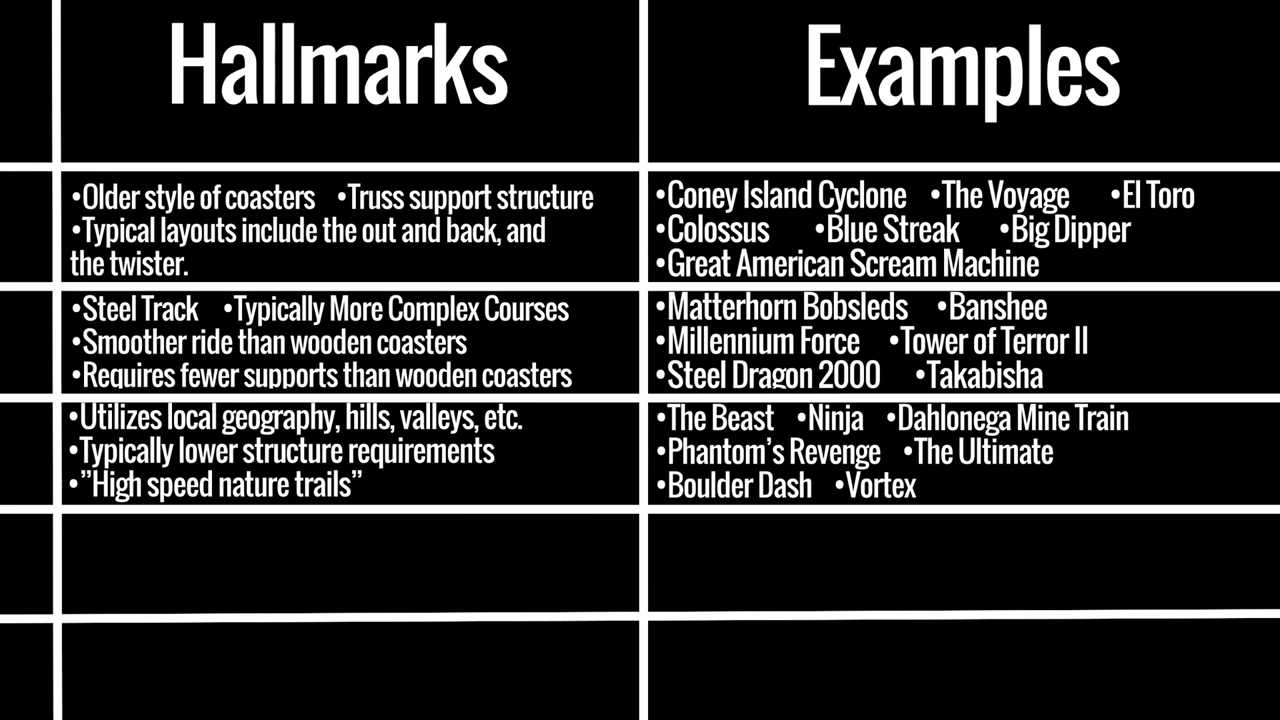 Hallmarks
Examples
•Older style of coasters •Truss support structure
•Typical layouts include the out and back, and
the twister.
•Coney Island Cyclone •The Voyage •El Toro
•Colossus •Blue Streak •Big Dipper
•Great American Scream Machine
•Steel Track •Typically More Complex Courses
•Smoother ride than wooden coasters
•Requires fewer supports than wooden coasters
•Matterhorn Bobsleds •Banshee
•Millennium Force •Tower of Terror II
•Steel Dragon 2000 •Takabisha
•Utilizes local geography, hills, valleys, etc.
•Typically lower structure requirements
•”High speed nature trails”
•The Beast •Ninja •Dahlonega Mine Train
•Phantom’s Revenge •The Ultimate
•Boulder Dash •Vortex